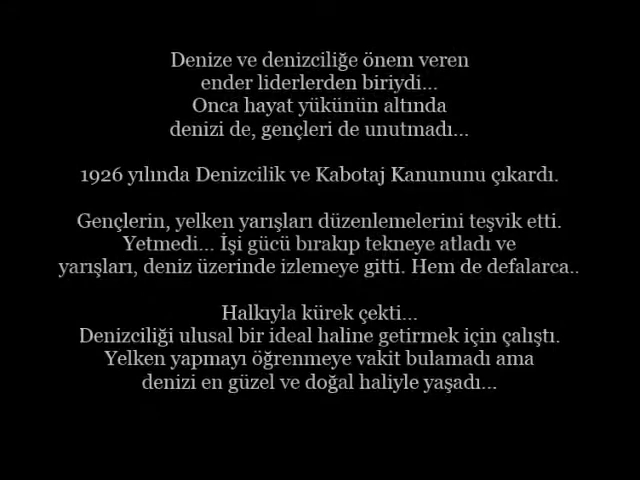 Denize ve denizciliğe önem veren
ender liderlerden biriydi...
Onca hayat yükünün altında
denizi de, gençleri de unutmadı...
1926 yılında Denizcilik ve Kabotaj Kanununu çıkardı.
Gençlerin, yelken yarışları düzenlemelerini teşvik etti.
Yetmedi... İşi gücü bırakıp tekneye atladı ve
yarışları, deniz üzerinde izlemeye gitti. Hem de defalarca..
Halkıyla kürek çekti...
Denizciliği ulusal bir ideal haline getirmek için çalıştı.
Yelken yapmayı öğrenmeye vakit bulamadı ama
denizi en güzel ve doğal haliyle yaşadı...